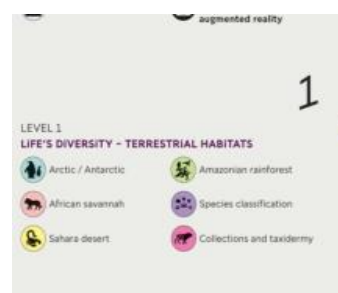 augmented reality
1
LEVEL 1
LIFE'S DIVERSITY – TERRESTRIAL HABITATS
Arctic / Antarctic
Amazonian rainforest
African savannah
Species classification
Sahara desert
Collections and taxidermy